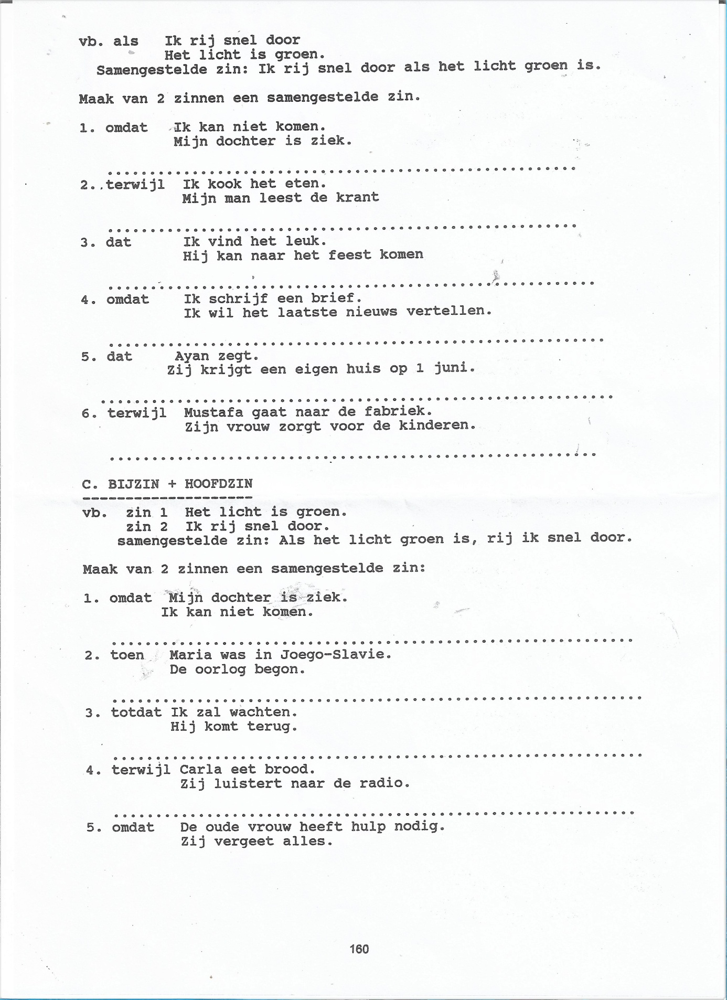 vb. als Ik rij snel door
Het licht is groen.
Samengestelde zin: Ik rij snel door als het licht groen is.
Maak van 2 zinnen een samengestelde zin.
1. omdat Ik kan niet komen.
Mijn dochter is ziek.
............................................................
2. terwijl Ik kook het eten.
Mijn man leest de krant
............................................................
3. dat Ik vind het leuk.
Hij kan naar het feest komen
............................................................
4. omdat Ik schrijf een brief.
Ik wil het laatste nieuws vertellen.
............................................................
5. dat Ayan zegt.
Zij krijgt een eigen huis op 1 juni.
............................................................
6. terwijl Mustafa gaat naar de fabriek.
Zijn vrouw zorgt voor de kinderen.
............................................................
C. BIJZIN + HOOFDZIN
--------------------
vb. zin 1 Het licht is groen.
zin 2 Ik rij snel door.
samengestelde zin: Als het licht groen is, rij ik snel door.
Maak van 2 zinnen een samengestelde zin:
1. omdat Mijn dochter is ziek.
Ik kan niet komen.
............................................................
2. toen Maria was in Joego-Slavie.
De oorlog begon.
............................................................
3. totdat Ik zal wachten.
Hij komt terug.
............................................................
4. terwijl Carla eet brood.
Zij luistert naar de radio.
............................................................
5. omdat De oude vrouw heeft hulp nodig.
Zij vergeet alles.
160